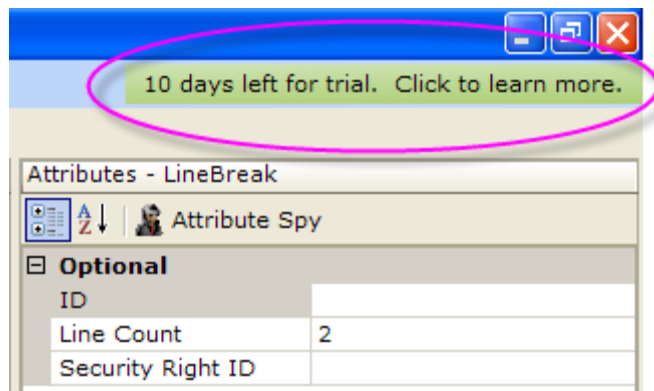 10 days left for trial.  Click to learn more.
Attributes - LineBreak
Attribute Spy
Optional
ID
Line Count 2
Security Right ID